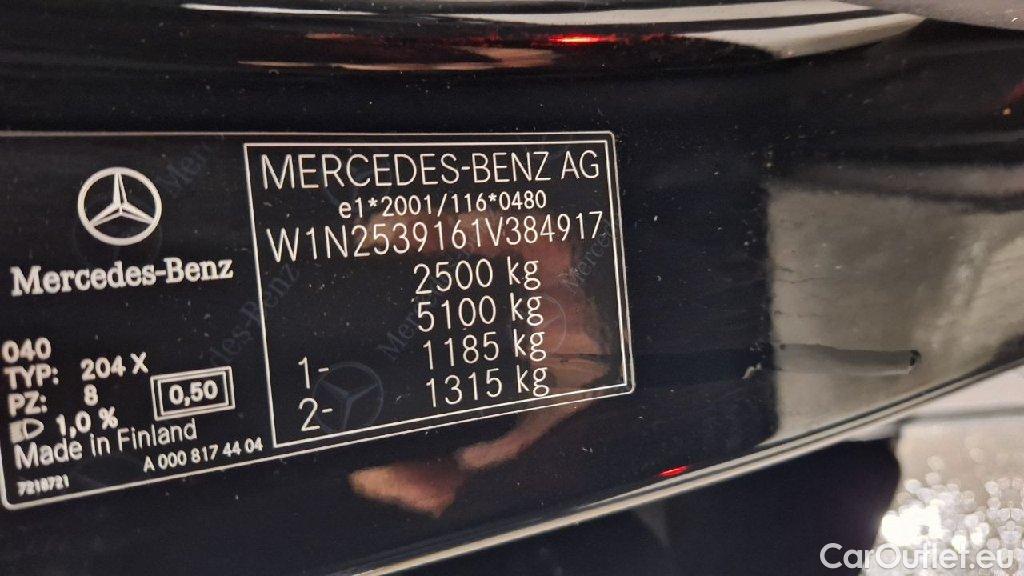 Mercedes-Benz
040
TYP: 204 X
PZ: 8
1,0 %
0,50
Made in Finland
A 000 817 44 04
7218721
MERCEDES-BENZ AG
e1*2001/116*0480
W1N2539161V384917
2500 kg
5100 kg
1- 1185 kg
2- 1315 kg
CarOutlet.eu